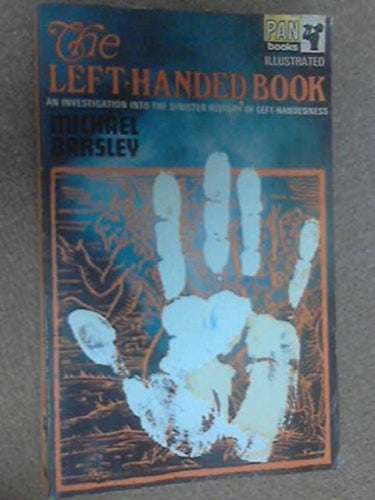 The
PAN
books
ILLUSTRATED
LEFT-HANDED BOOK
AN INVESTIGATION INTO THE SINISTER HISTORY OF LEFT-HANDEDNESS
MICHAEL
BARSLEY